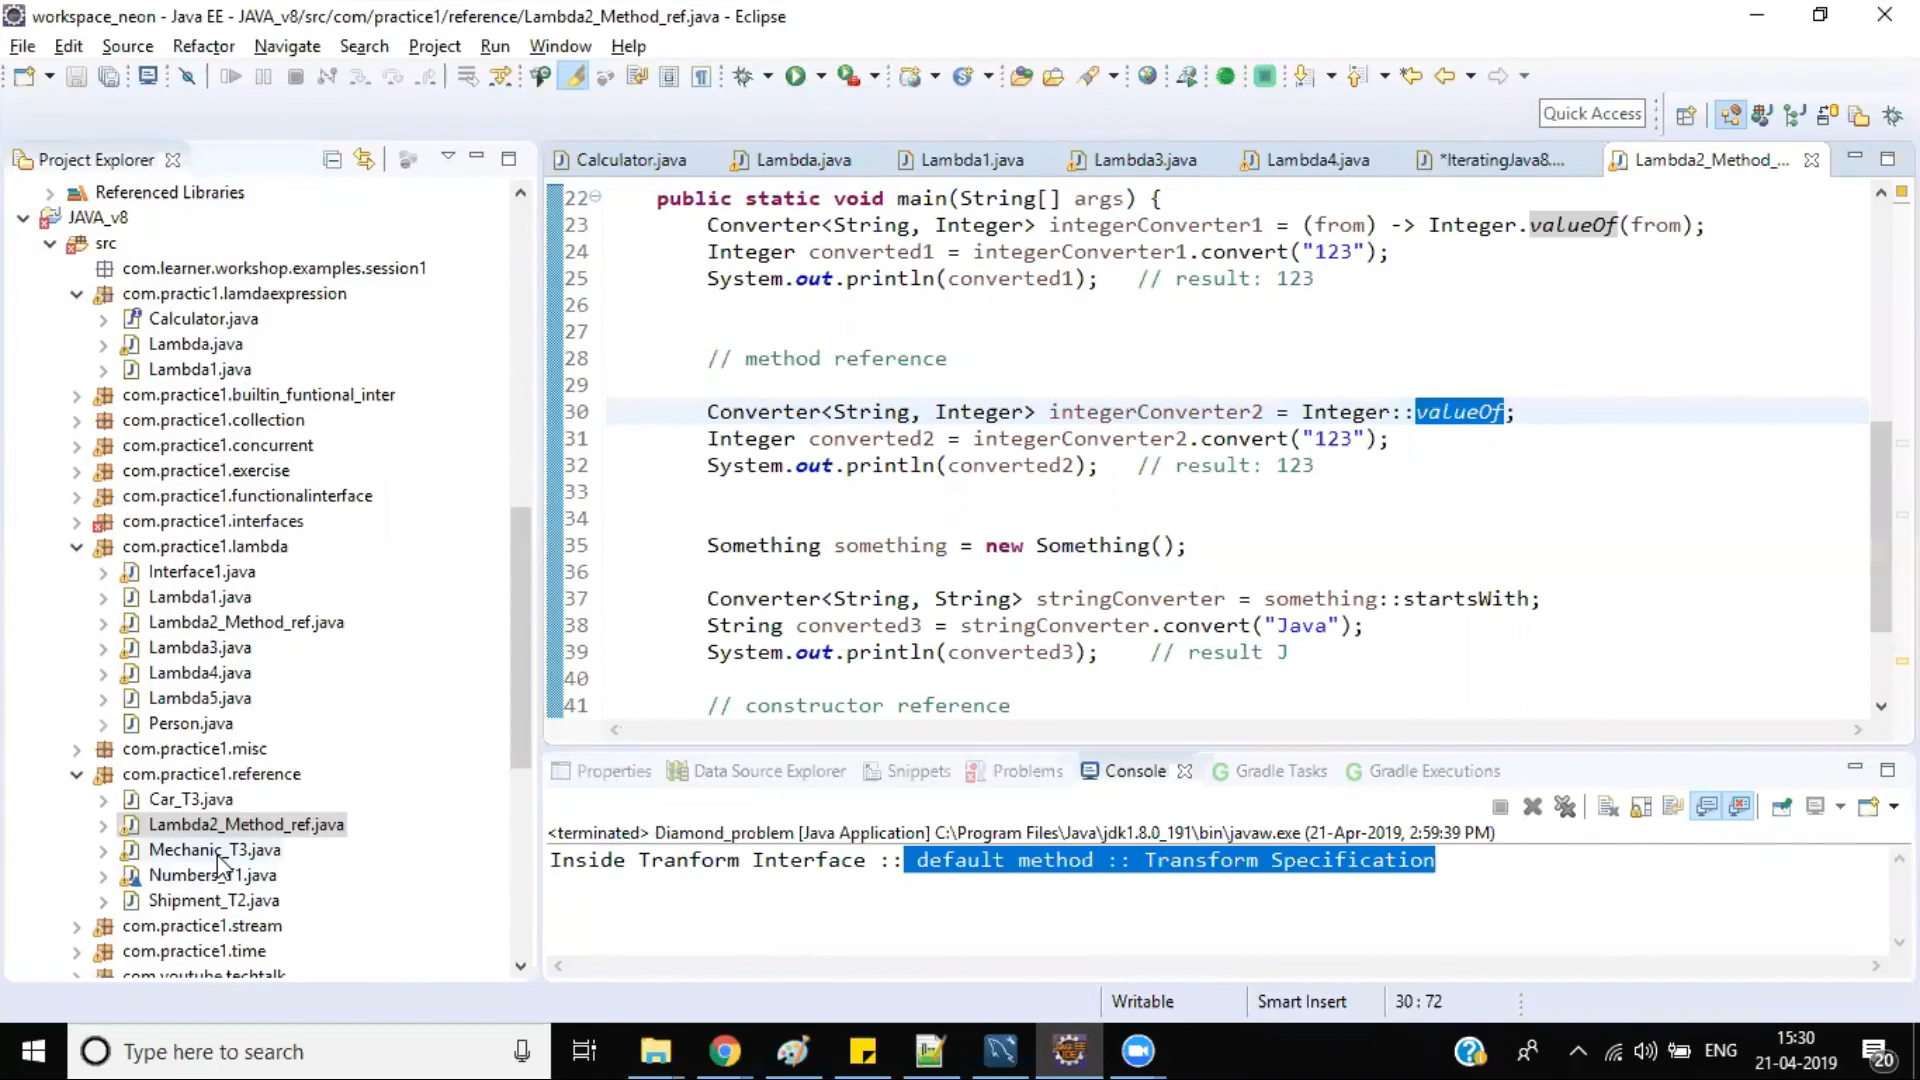 workspace_neon - Java EE - JAVA_v8/src/com/practice1/reference/Lambda2_Method_ref.java - Eclipse
File Edit Source Refactor Navigate Search Project Run Window Help
Quick Access
Project Explorer
Referenced Libraries
JAVA_v8
src
com.learner.workshop.examples.session1
com.practic1.lamdaexpression
Calculator.java
Lambda.java
Lambda1.java
com.practice1.builtin_funtional_inter
com.practice1.collection
com.practice1.concurrent
com.practice1.exercise
com.practice1.functionalinterface
com.practice1.interfaces
com.practice1.lambda
Interface1.java
Lambda1.java
Lambda2_Method_ref.java
Lambda3.java
Lambda4.java
Lambda5.java
Person.java
com.practice1.misc
com.practice1.reference
Car_T3.java
Lambda2_Method_ref.java
Mechanic_T3.java
Numbers_T1.java
Shipment_T2.java
com.practice1.stream
com.practice1.time
com.youtube.techtalk
Calculator.java Lambda.java Lambda1.java Lambda3.java Lambda4.java *IteratingJava8.... Lambda2_Method_...
22 public static void main(String[] args) {
23 Converter<String, Integer> integerConverter1 = (from) -> Integer.valueOf(from);
24 Integer converted1 = integerConverter1.convert("123");
25 System.out.println(converted1); // result: 123
26
27
28 // method reference
29
30 Converter<String, Integer> integerConverter2 = Integer::valueOf;
31 Integer converted2 = integerConverter2.convert("123");
32 System.out.println(converted2); // result: 123
33
34
35 Something something = new Something();
36
37 Converter<String, String> stringConverter = something::startsWith;
38 String converted3 = stringConverter.convert("Java");
39 System.out.println(converted3); // result J
40
41 // constructor reference
Properties Data Source Explorer Snippets Problems Console Gradle Tasks Gradle Executions
<terminated> Diamond_problem [Java Application] C:\Program Files\Java\jdk1.8.0_191\bin\javaw.exe (21-Apr-2019, 2:59:39 PM)
Inside Tranform Interface :: default method :: Transform Specification
Writable Smart Insert 30 : 72
Type here to search
ENG
15:30
21-04-2019
20